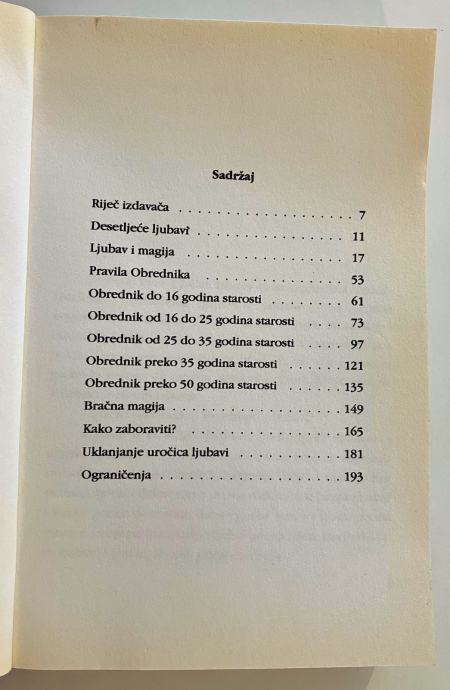 Sadržaj
Riječ izdavača . . . . . . . . . . . . . . . . . 7
Desetljeće ljubavi . . . . . . . . . . . . . . . 11
Ljubav i magija . . . . . . . . . . . . . . . . 17
Pravila Obrednika . . . . . . . . . . . . . . 53
Obrednik do 16 godina starosti . . . . . . . . 61
Obrednik od 16 do 25 godina starosti . . . . 73
Obrednik od 25 do 35 godina starosti . . . . 97
Obrednik preko 35 godina starosti . . . . . . 121
Obrednik preko 50 godina starosti . . . . . . 135
Bračna magija . . . . . . . . . . . . . . . . . 149
Kako zaboraviti? . . . . . . . . . . . . . . . 165
Uklanjanje uročica ljubavi . . . . . . . . . . 181
Ograničenja . . . . . . . . . . . . . . . . . . 193